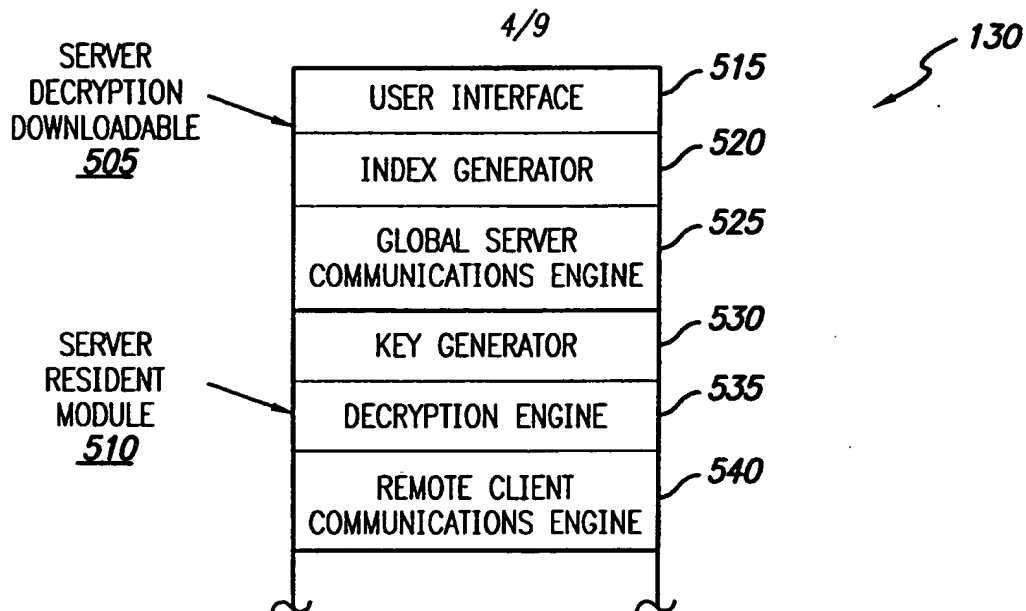 4/9
130
SERVER
DECRYPTION
DOWNLOADABLE
505
USER INTERFACE
515
INDEX GENERATOR
520
GLOBAL SERVER
COMMUNICATIONS ENGINE
525
SERVER
RESIDENT
MODULE
510
KEY GENERATOR
530
DECRYPTION ENGINE
535
REMOTE CLIENT
COMMUNICATIONS ENGINE
540